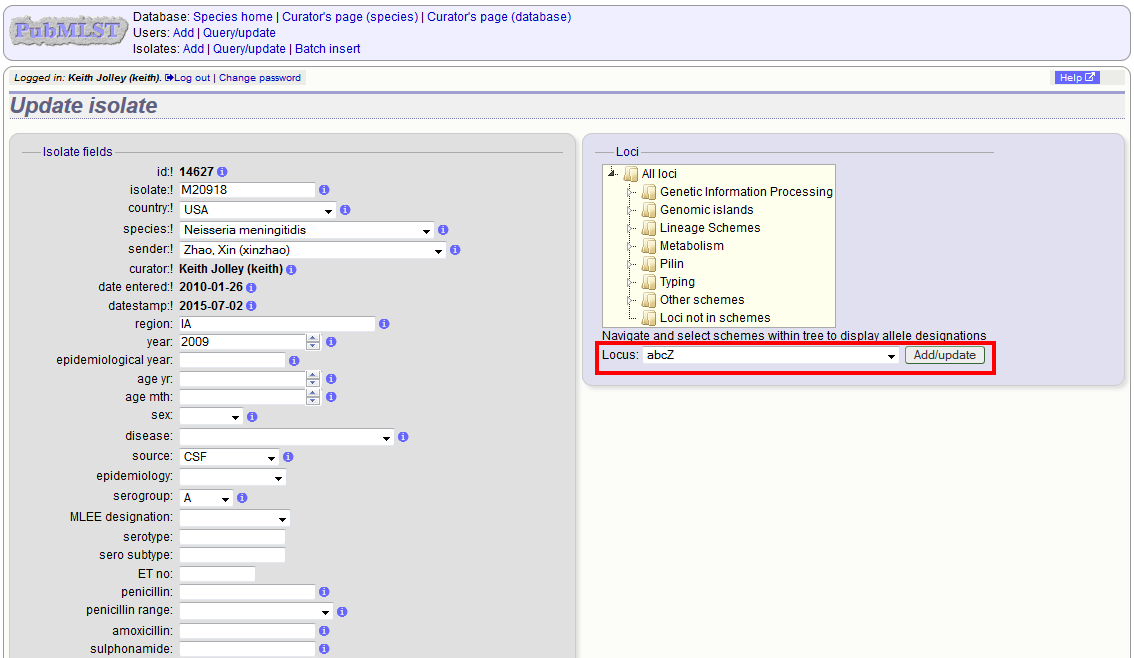 PubMLST
Database: Species home | Curator's page (species) | Curator's page (database)
Users: Add | Query/update
Isolates: Add | Query/update | Batch insert
Logged in: Keith Jolley (keith). Log out | Change password
Help
Update isolate
Isolate fields
id:! 14627
isolate:! M20918
country:! USA
species:! Neisseria meningitidis
sender:! Zhao, Xin (xinzhao)
curator:! Keith Jolley (keith)
date entered:! 2010-01-26
datestamp:! 2015-07-02
region: IA
year: 2009
epidemiological year:
age yr:
age mth:
sex:
disease:
source: CSF
epidemiology:
serogroup: A
MLEE designation:
serotype:
sero subtype:
ET no:
penicillin:
penicillin range:
amoxicillin:
sulphonamide:
Loci
All loci
Genetic Information Processing
Genomic islands
Lineage Schemes
Metabolism
Pilin
Typing
Other schemes
Loci not in schemes
Navigate and select schemes within tree to display allele designations
Locus: abcZ Add/update